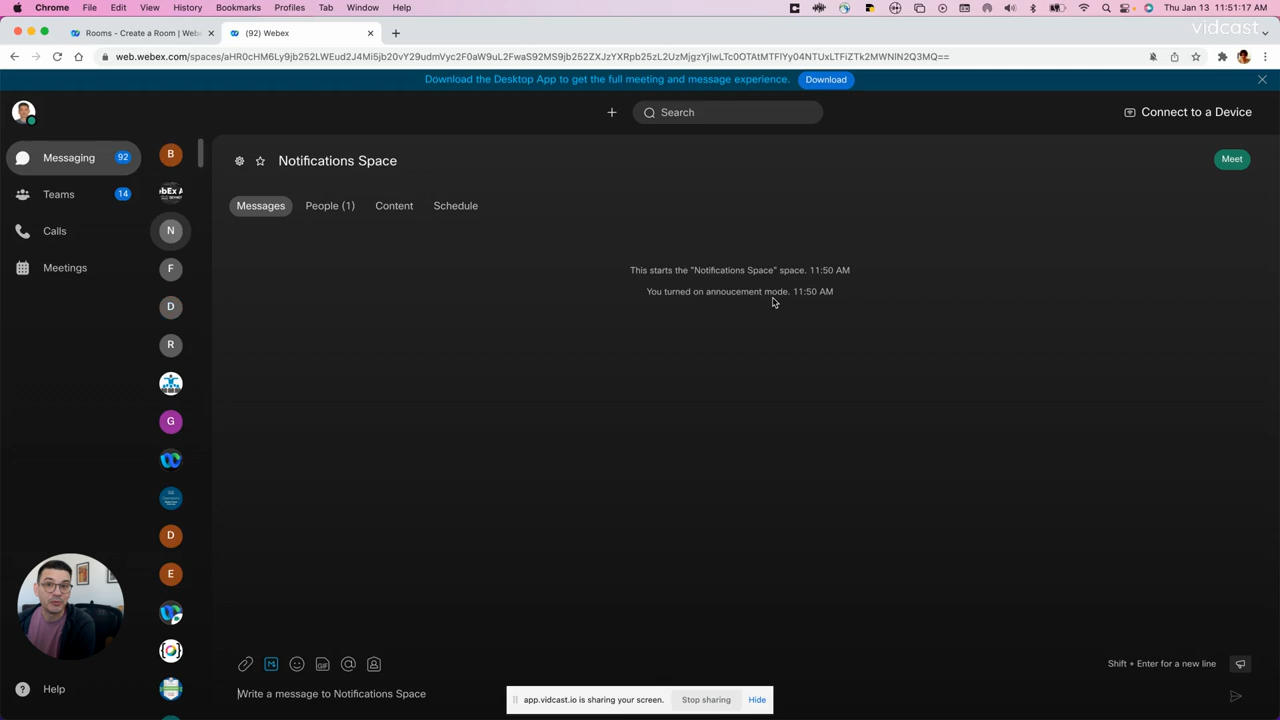 Chrome File Edit View History Bookmarks Profiles Tab Window Help Thu Jan 13 11:51:17 AM
Rooms - Create a Room | Web
(92) Webex
vidcast
web.webex.com/spaces/
Download the Desktop App to get the full meeting and message experience. Download
Search
Connect to a Device
Messaging 92
Teams 14
Calls
Meetings
B
N
F
D
R
G
D
E
Notifications Space
Meet
Messages People (1) Content Schedule
This starts the "Notifications Space" space. 11:50 AM
You turned on annoucement mode. 11:50 AM
GIF
Shift + Enter for a new line
Help
Write a message to Notifications Space
app.vidcast.io is sharing your screen. Stop sharing Hide